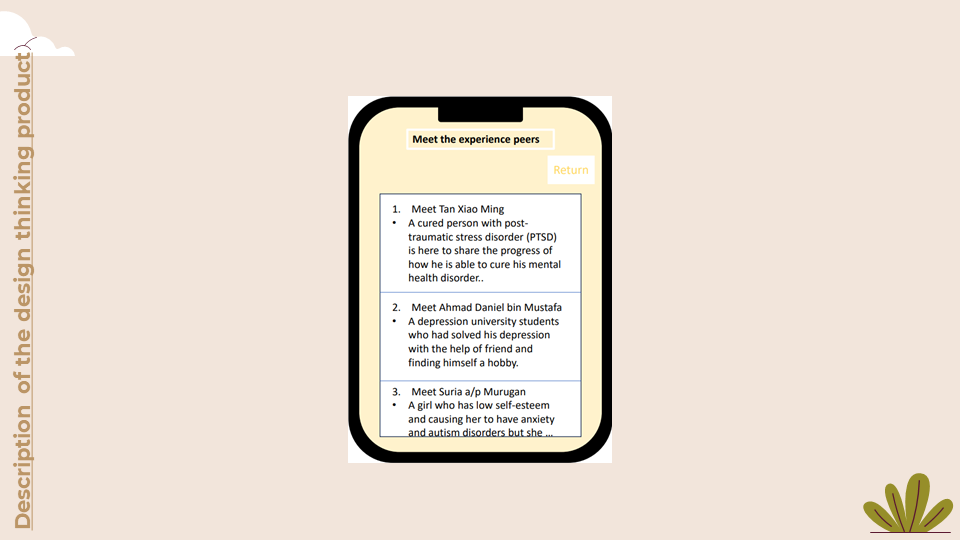 Description of the design thinking product
Meet the experience peers
Return
1. Meet Tan Xiao Ming
• A cured person with post-
traumatic stress disorder (PTSD)
is here to share the progress of
how he is able to cure his mental
health disorder..
2. Meet Ahmad Daniel bin Mustafa
• A depression university students
who had solved his depression
with the help of friend and
finding himself a hobby.
3. Meet Suria a/p Murugan
• A girl who has low self-esteem
and causing her to have anxiety
and autism disorders but she ...